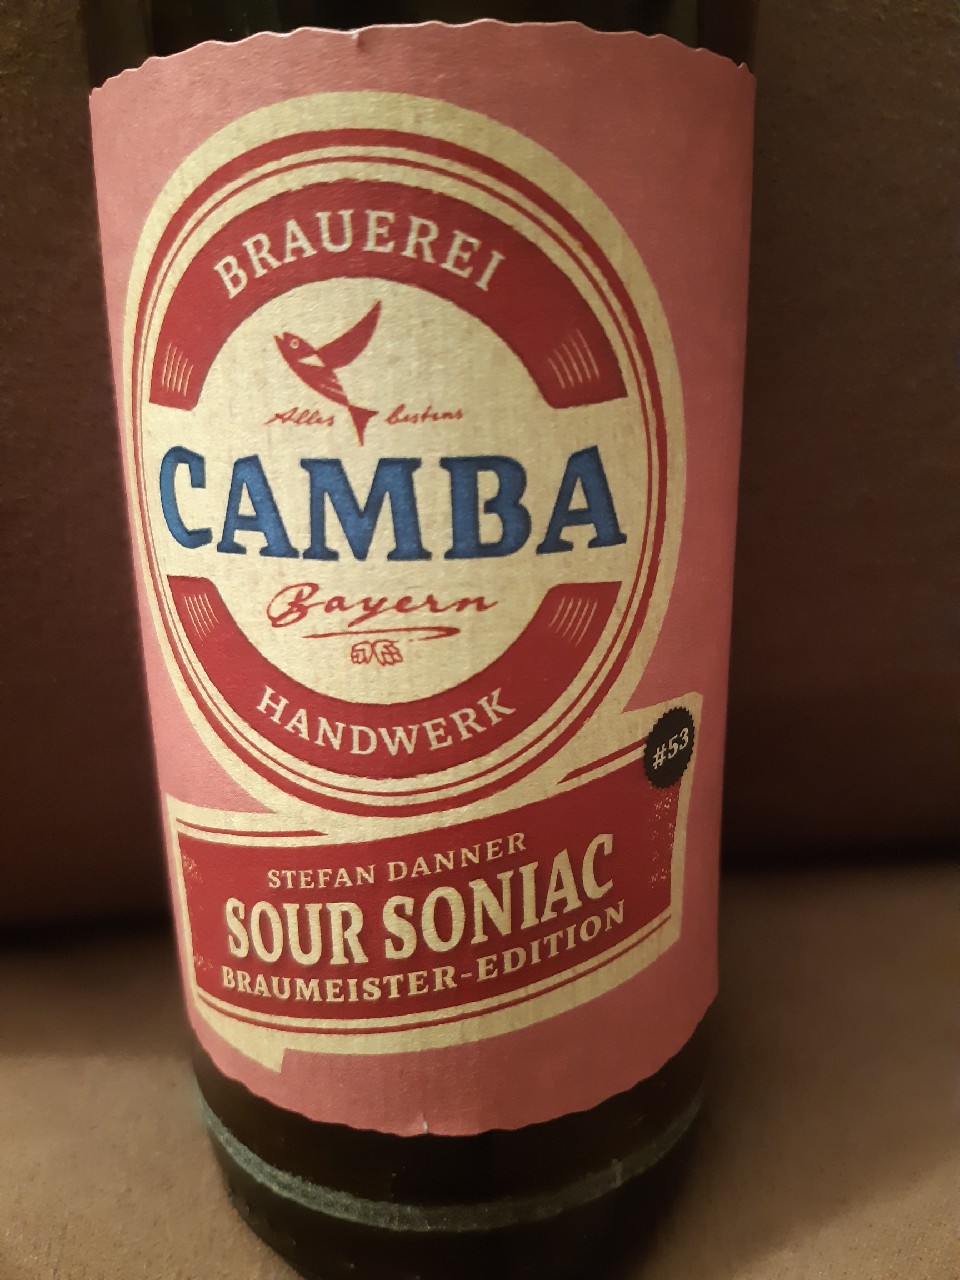 BRAUEREI
Alles bestens
CAMBA
Bayern
HANDWERK
#53
STEFAN DANNER
SOUR SONIAC
BRAUMEISTER-EDITION